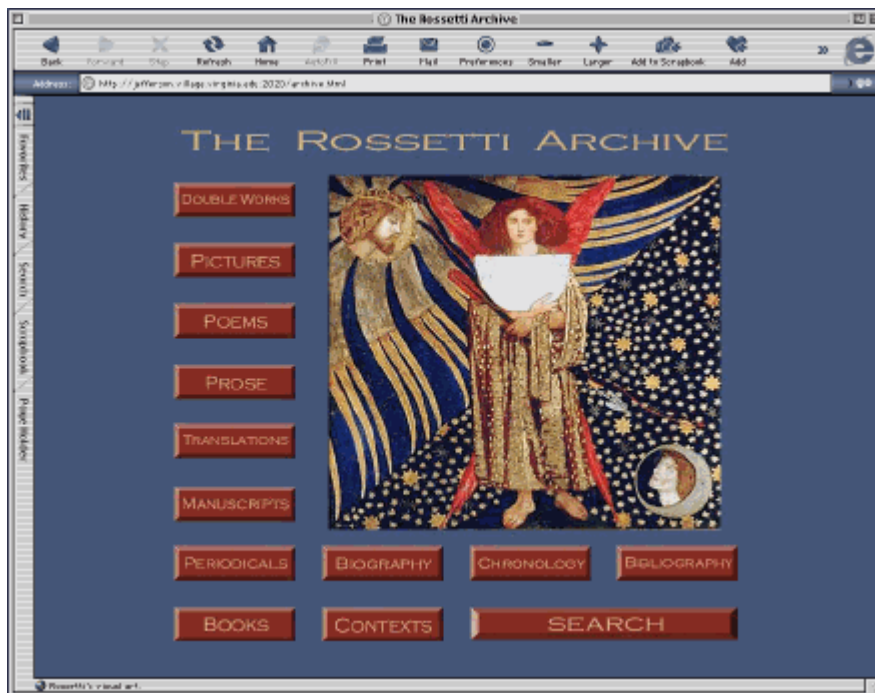 The Rossetti Archive
Back Forward Stop Refresh Home AutoFill Print Mail Preferences Smaller Larger Add to Scrapbook Add »
Address: http://jefferson.village.virginia.edu:2020/archive.html
Favorites
History
Search
Scrapbook
Page Holder
THE ROSSETTI ARCHIVE
DOUBLE WORKS
PICTURES
POEMS
PROSE
TRANSLATIONS
MANUSCRIPTS
PERIODICALS BIOGRAPHY CHRONOLOGY BIBLIOGRAPHY
BOOKS CONTEXTS SEARCH
Rossetti's visual art.